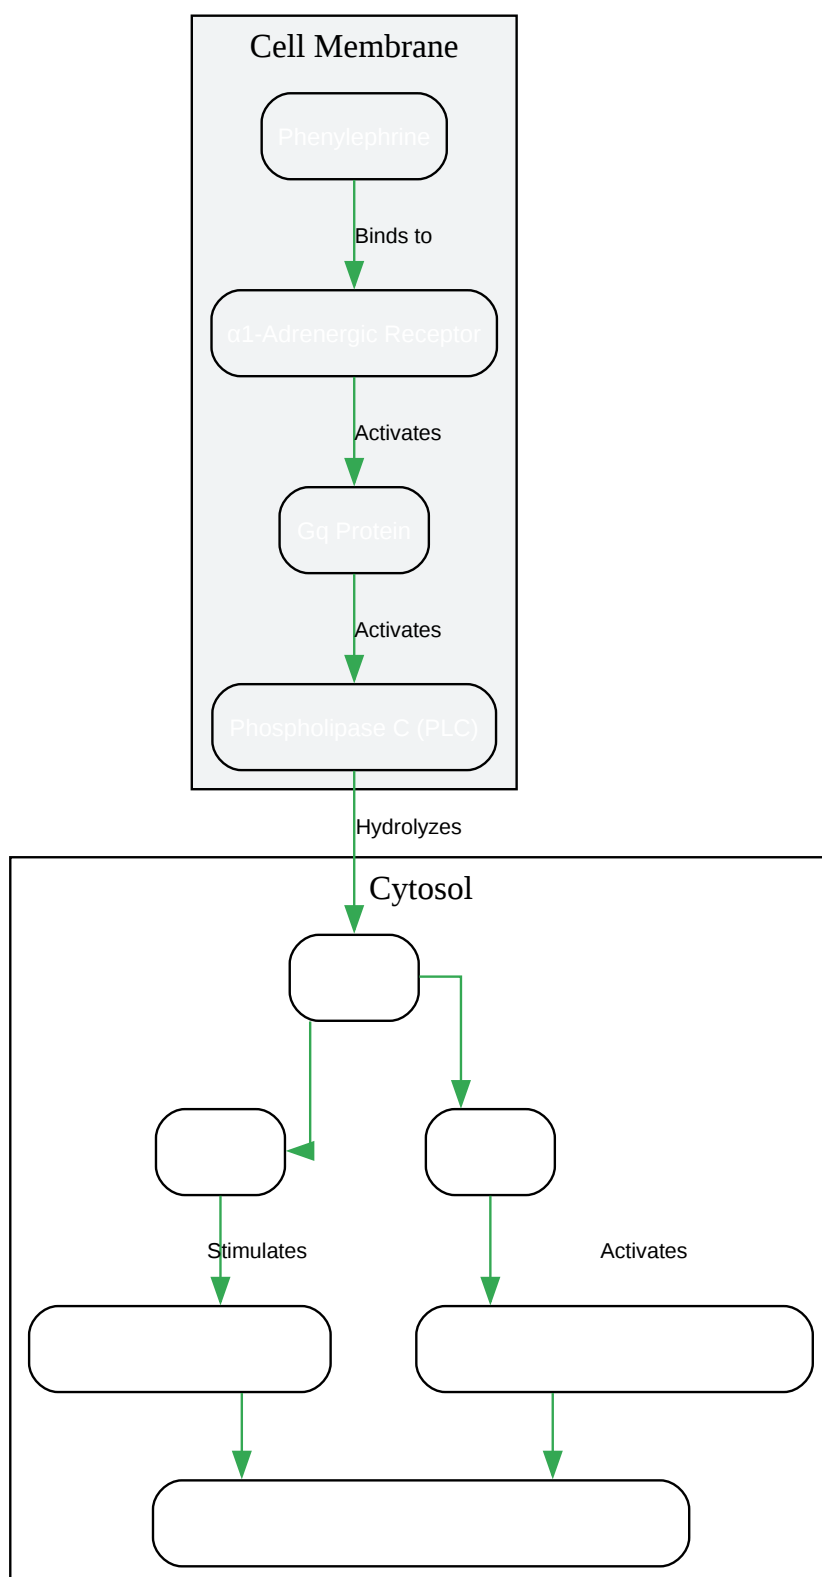 Cell Membrane
Phenylephrine
Binds to
α1-Adrenergic Receptor
Activates
Gq Protein
Activates
Phospholipase C (PLC)
Hydrolyzes
Cytosol
Stimulates
Activates